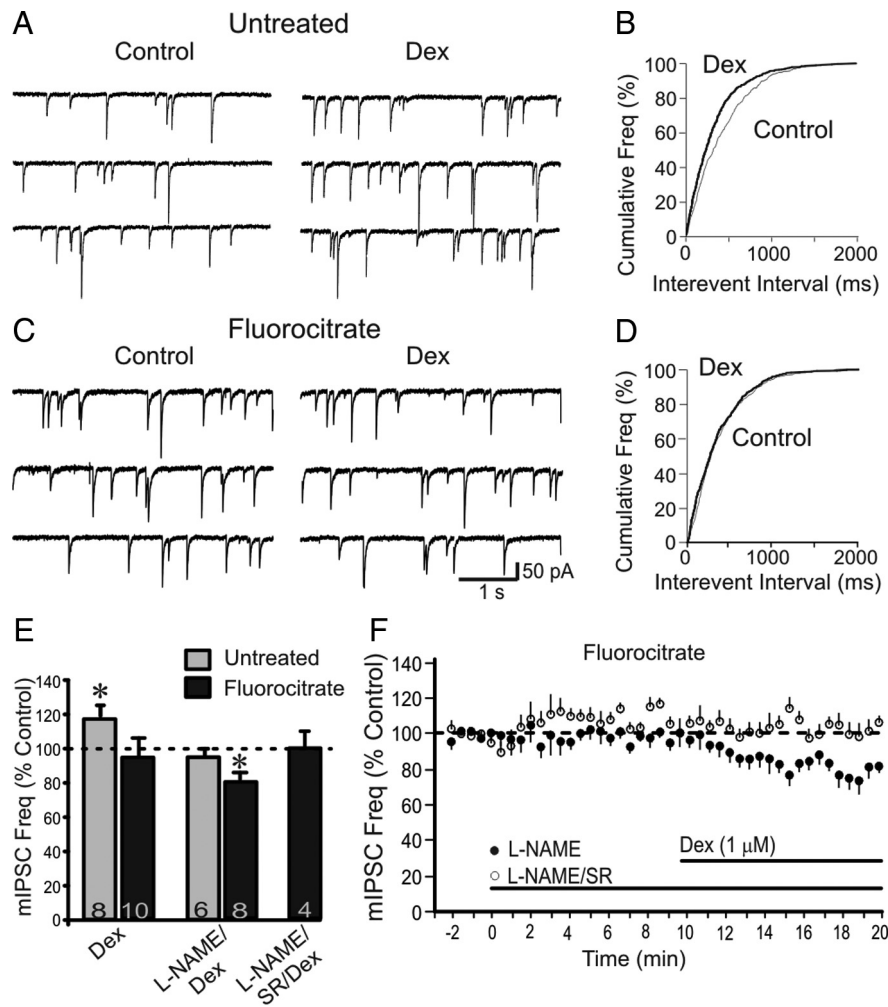 A
Untreated
Control
Dex
B
Cumulative Freq (%)
100
80
60
40
20
0
Dex
Control
0
1000
2000
Interevent Interval (ms)
C
Fluorocitrate
Control
Dex
50 pA
1 s
D
Cumulative Freq (%)
100
80
60
40
20
0
Dex
Control
0
1000
2000
Interevent Interval (ms)
E
Untreated
Fluorocitrate
mIPSC Freq (% Control)
140
120
100
80
60
40
20
0
*
*
8
10
6
8
4
Dex
L-NAME/
Dex
L-NAME/
SR/Dex
F
Fluorocitrate
mIPSC Freq (% Control)
140
120
100
80
60
40
20
0
L-NAME
L-NAME/SR
Dex (1 μM)
-2 0 2 4 6 8 10 12 14 16 18 20
Time (min)